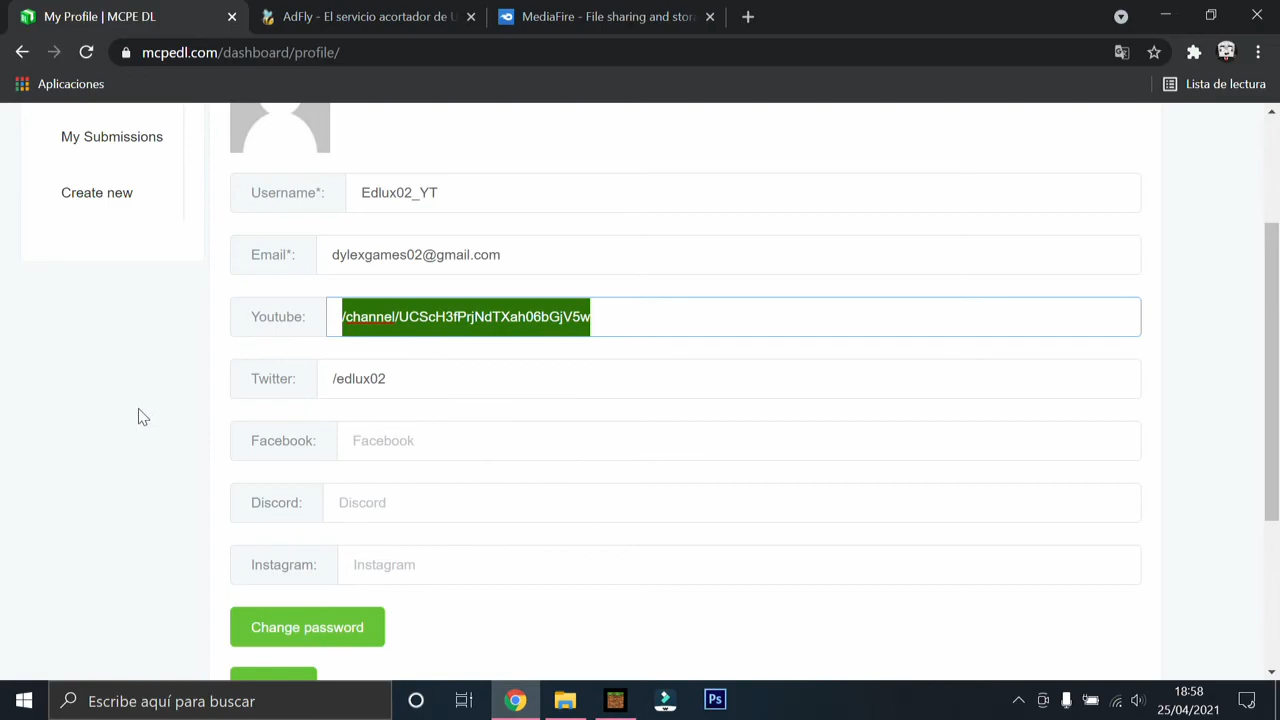 My Profile | MCPE DL
AdFly - El servicio acortador de U
MediaFire - File sharing and stor
mcpedl.com/dashboard/profile/
Aplicaciones
Lista de lectura
My Submissions
Create new
Username*:
Edlux02_YT
Email*:
dylexgames02@gmail.com
Youtube:
/channel/UCScH3fPrjNdTXah06bGjV5w
Twitter:
/edlux02
Facebook:
Facebook
Discord:
Discord
Instagram:
Instagram
Change password
Escribe aquí para buscar
Ps
18:58
25/04/2021